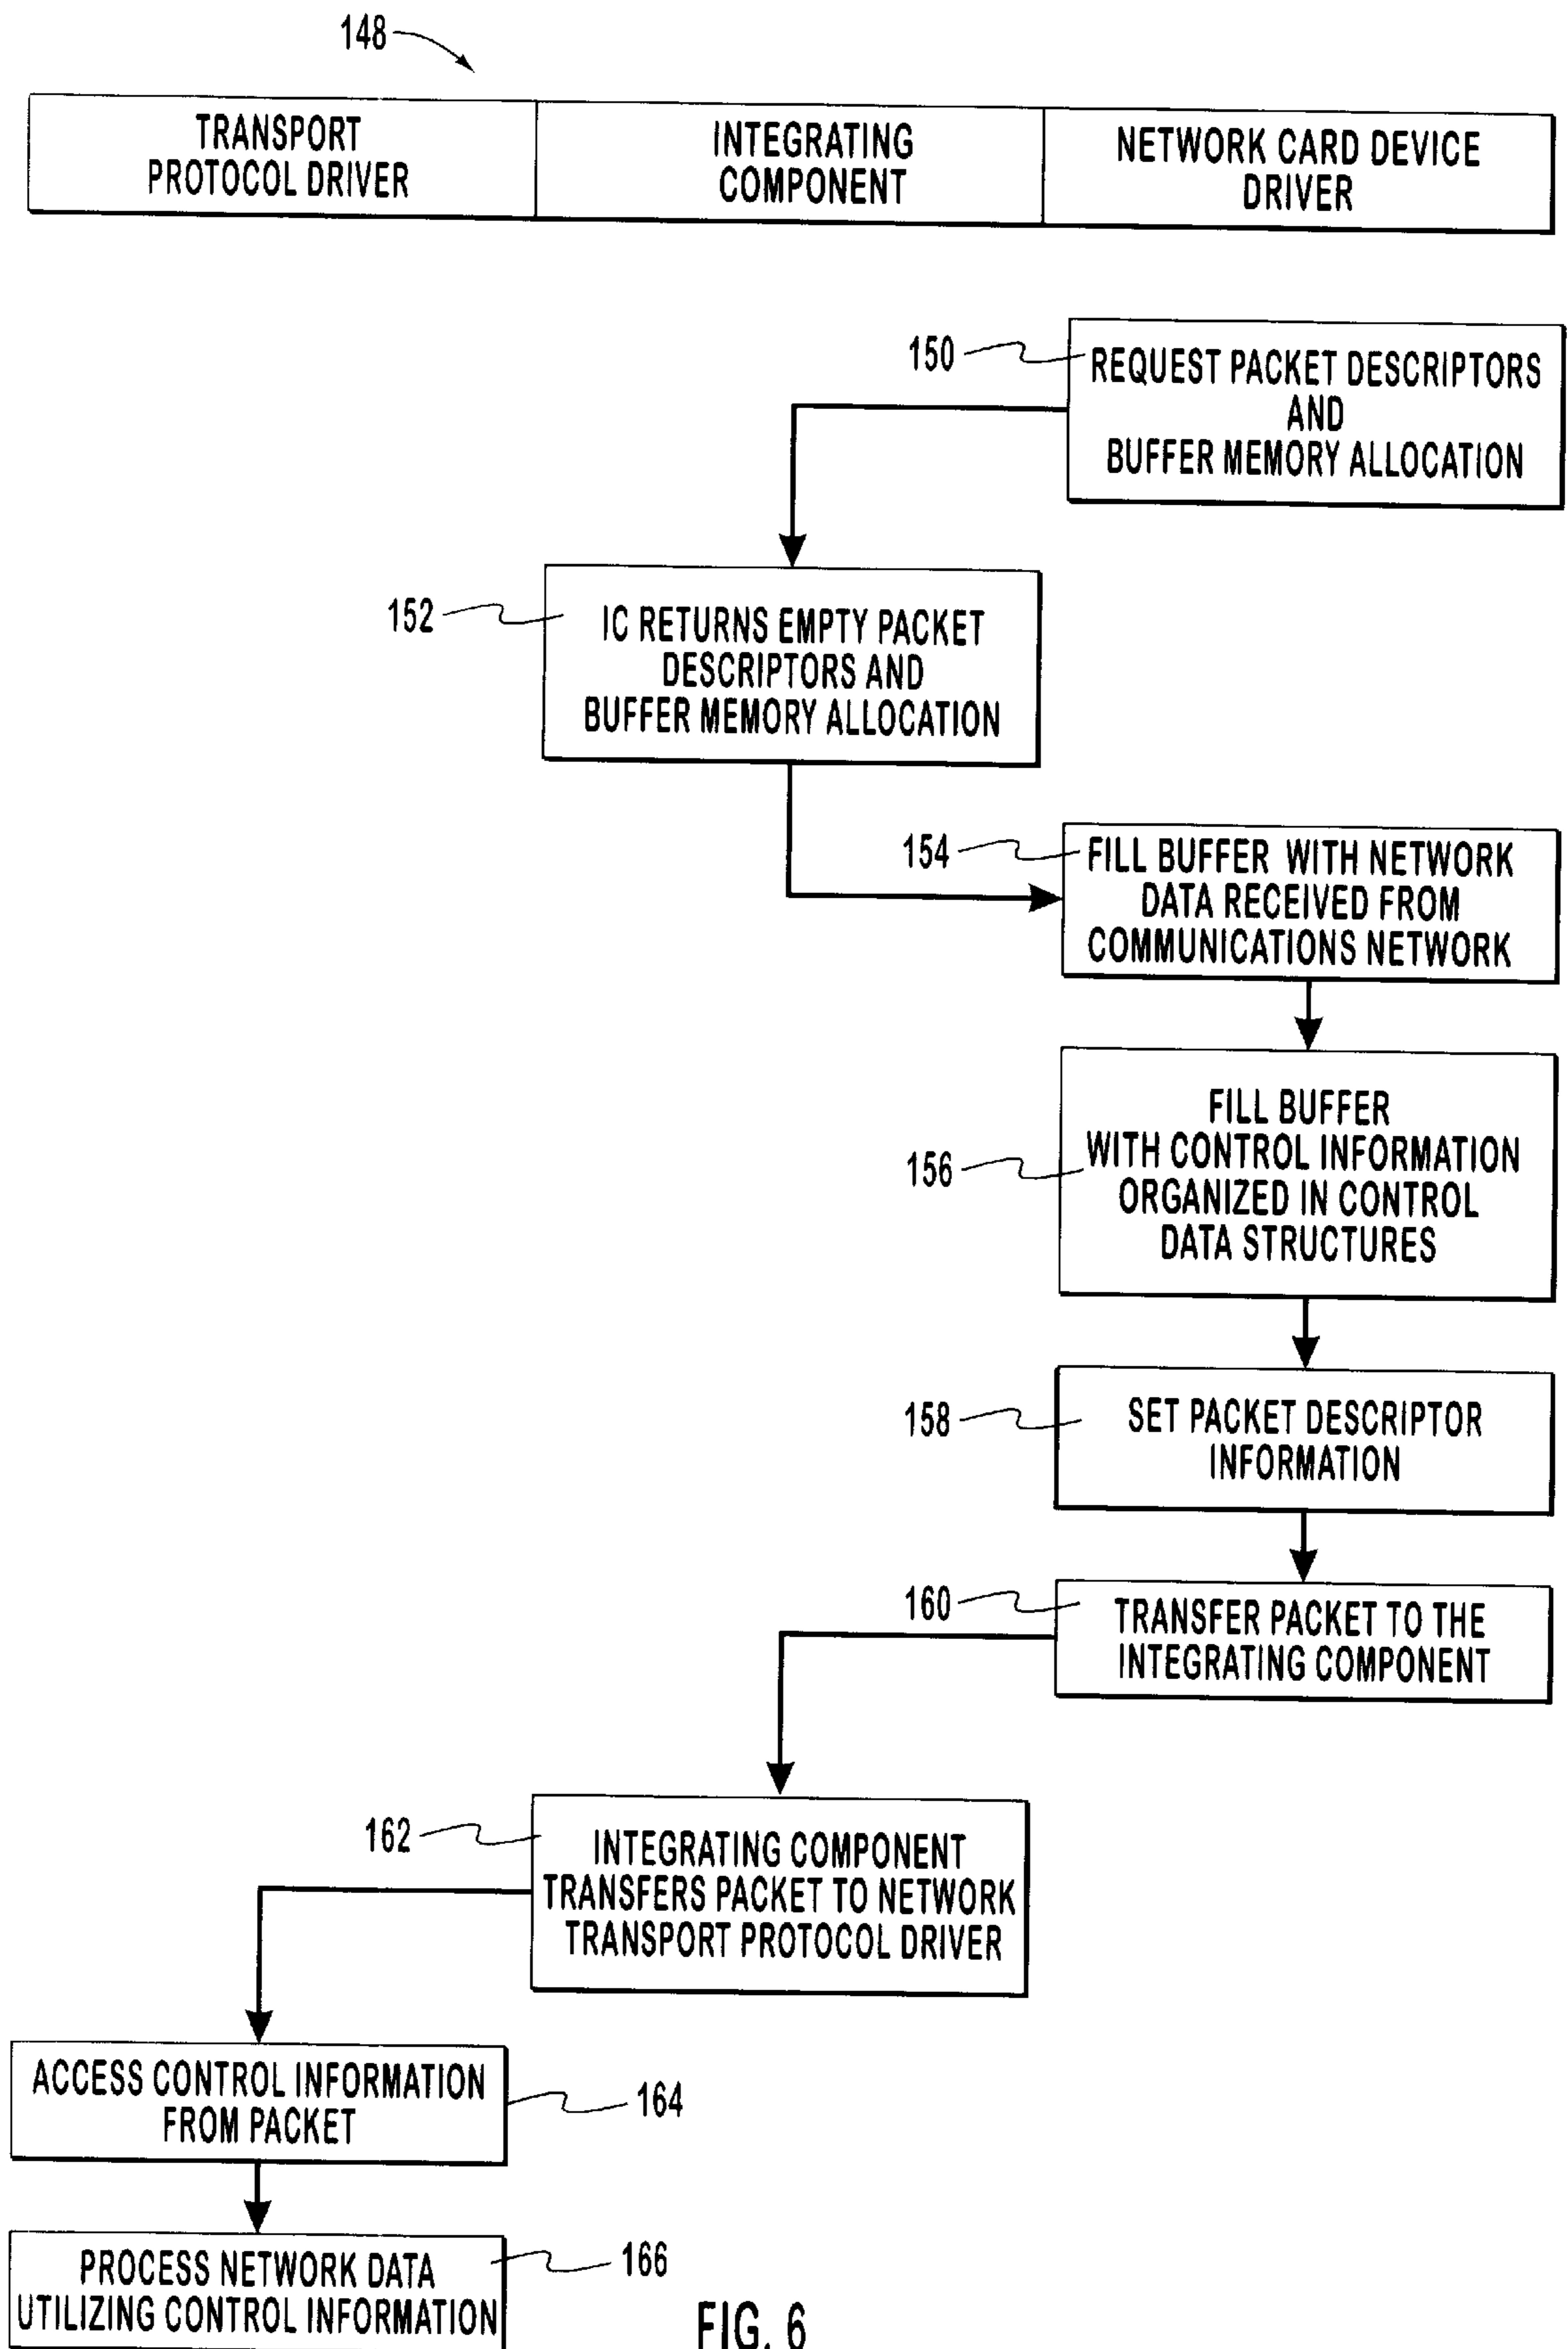 148
TRANSPORT
PROTOCOL DRIVER
INTEGRATING
COMPONENT
NETWORK CARD DEVICE
DRIVER
150
REQUEST PACKET DESCRIPTORS
AND
BUFFER MEMORY ALLOCATION
152
IC RETURNS EMPTY PACKET
DESCRIPTORS AND
BUFFER MEMORY ALLOCATION
154
FILL BUFFER WITH NETWORK
DATA RECEIVED FROM
COMMUNICATIONS NETWORK
156
FILL BUFFER
WITH CONTROL INFORMATION
ORGANIZED IN CONTROL
DATA STRUCTURES
158
SET PACKET DESCRIPTOR
INFORMATION
160
TRANSFER PACKET TO THE
INTEGRATING COMPONENT
162
INTEGRATING COMPONENT
TRANSFERS PACKET TO NETWORK
TRANSPORT PROTOCOL DRIVER
ACCESS CONTROL INFORMATION
FROM PACKET
164
PROCESS NETWORK DATA
UTILIZING CONTROL INFORMATION
166
FIG. 6